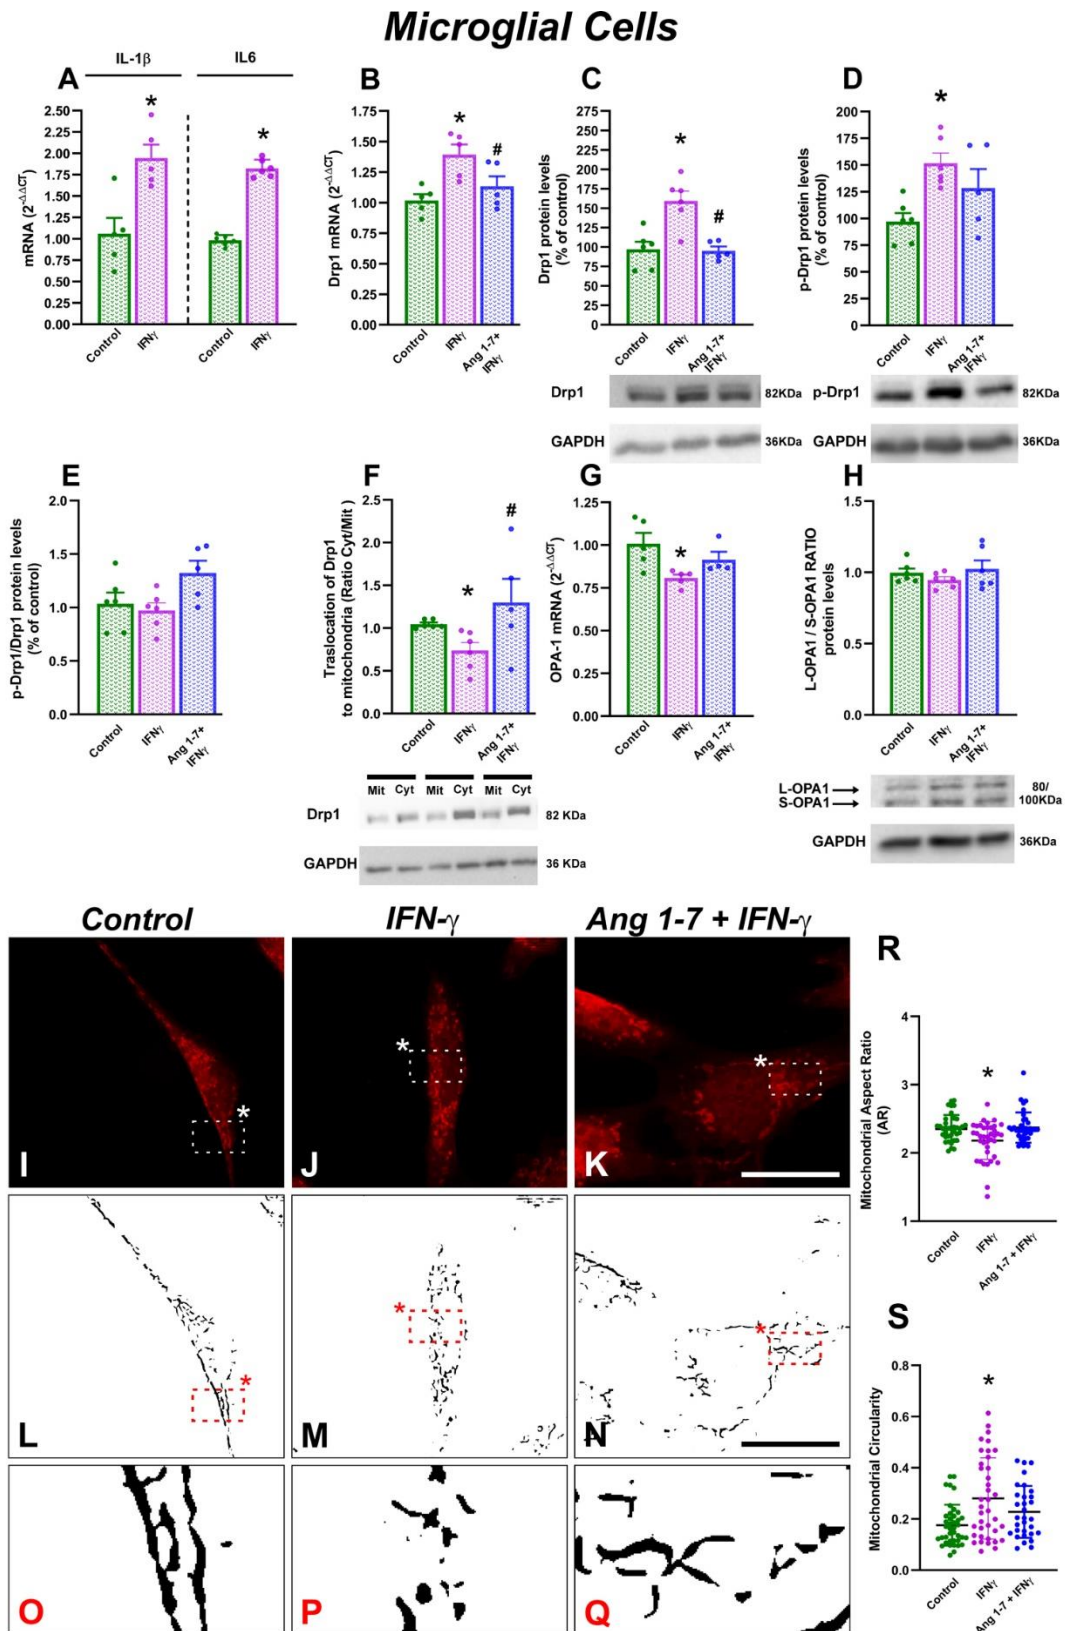 Microglial Cells
IL-1β
IL6
A
mRNA (2^-ΔΔCT)
2.50
2.25
2.00
1.75
1.50
1.25
1.00
0.75
0.50
0.25
0.00
*
*
Control
IFNγ
Control
IFNγ
B
Drp1 mRNA (2^-ΔΔCT)
1.75
1.50
1.25
1.00
0.75
0.50
0.25
0.00
*
#
Control
IFNγ
Ang 1-7+
IFNγ
C
Drp1 protein levels
(% of control)
275
250
225
200
175
150
125
100
75
50
25
0
*
#
Control
IFNγ
Ang 1-7+
IFNγ
Drp1
82KDa
GAPDH
36KDa
D
p-Drp1 protein levels
(% of control)
200
175
150
125
100
75
50
25
0
*
Control
IFNγ
Ang 1-7+
IFNγ
p-Drp1
82KDa
GAPDH
36KDa
E
p-Drp1/Drp1 protein levels
(% of control)
2.0
1.5
1.0
0.5
0.0
Control
IFNγ
Ang 1-7+
IFNγ
F
Traslocation of Drp1
to mitochondria (Ratio Cyt/Mit )
2.5
2.0
1.5
1.0
0.5
0.0
*
#
Control
IFNγ
Ang 1-7+
IFNγ
Mit Cyt Mit Cyt Mit Cyt
Drp1
82 KDa
GAPDH
36 KDa
G
OPA-1 mRNA (2^-ΔΔCT)
1.25
1.00
0.75
0.50
0.25
0.00
*
Control
IFNγ
Ang 1-7+
IFNγ
H
L-OPA1 / S-OPA1 RATIO
protein levels
1.5
1.0
0.5
0.0
Control
IFNγ
Ang 1-7+
IFNγ
L-OPA1
S-OPA1
80/
100KDa
GAPDH
36KDa
Control
IFN-γ
Ang 1-7 + IFN-γ
*
I
*
J
*
K
*
L
*
M
*
N
O
P
Q
R
Mitochondrial Aspect Ratio
(AR)
4
3
2
1
*
Control
IFNγ
Ang 1-7 + IFNγ
S
Mitochondrial Circularity
0.8
0.6
0.4
0.2
0.0
*
Control
IFNγ
Ang 1-7 + IFNγ